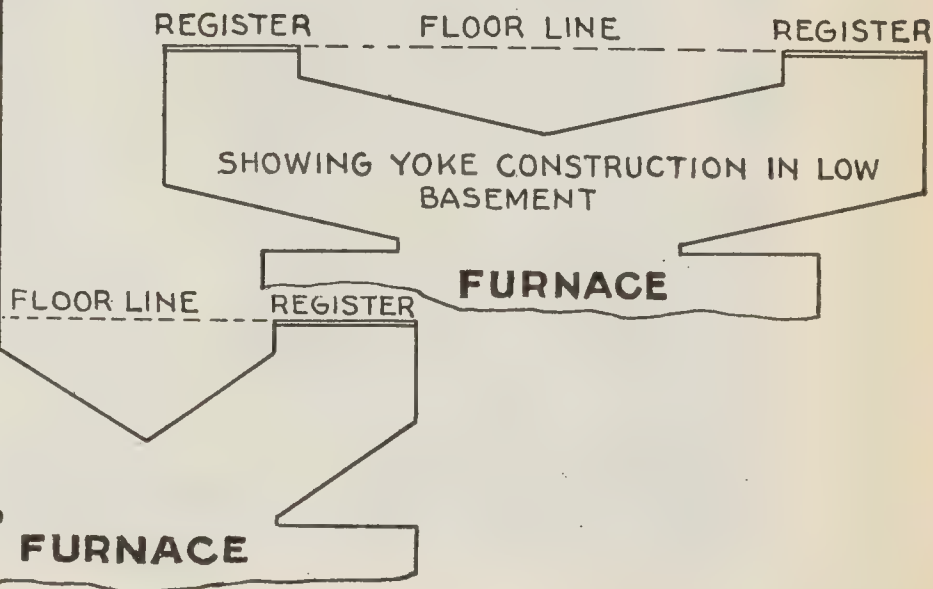 REGISTER FLOOR LINE REGISTER
SHOWING YOKE CONSTRUCTION IN LOW
BASEMENT
FURNACE
FLOOR LINE REGISTER
FURNACE